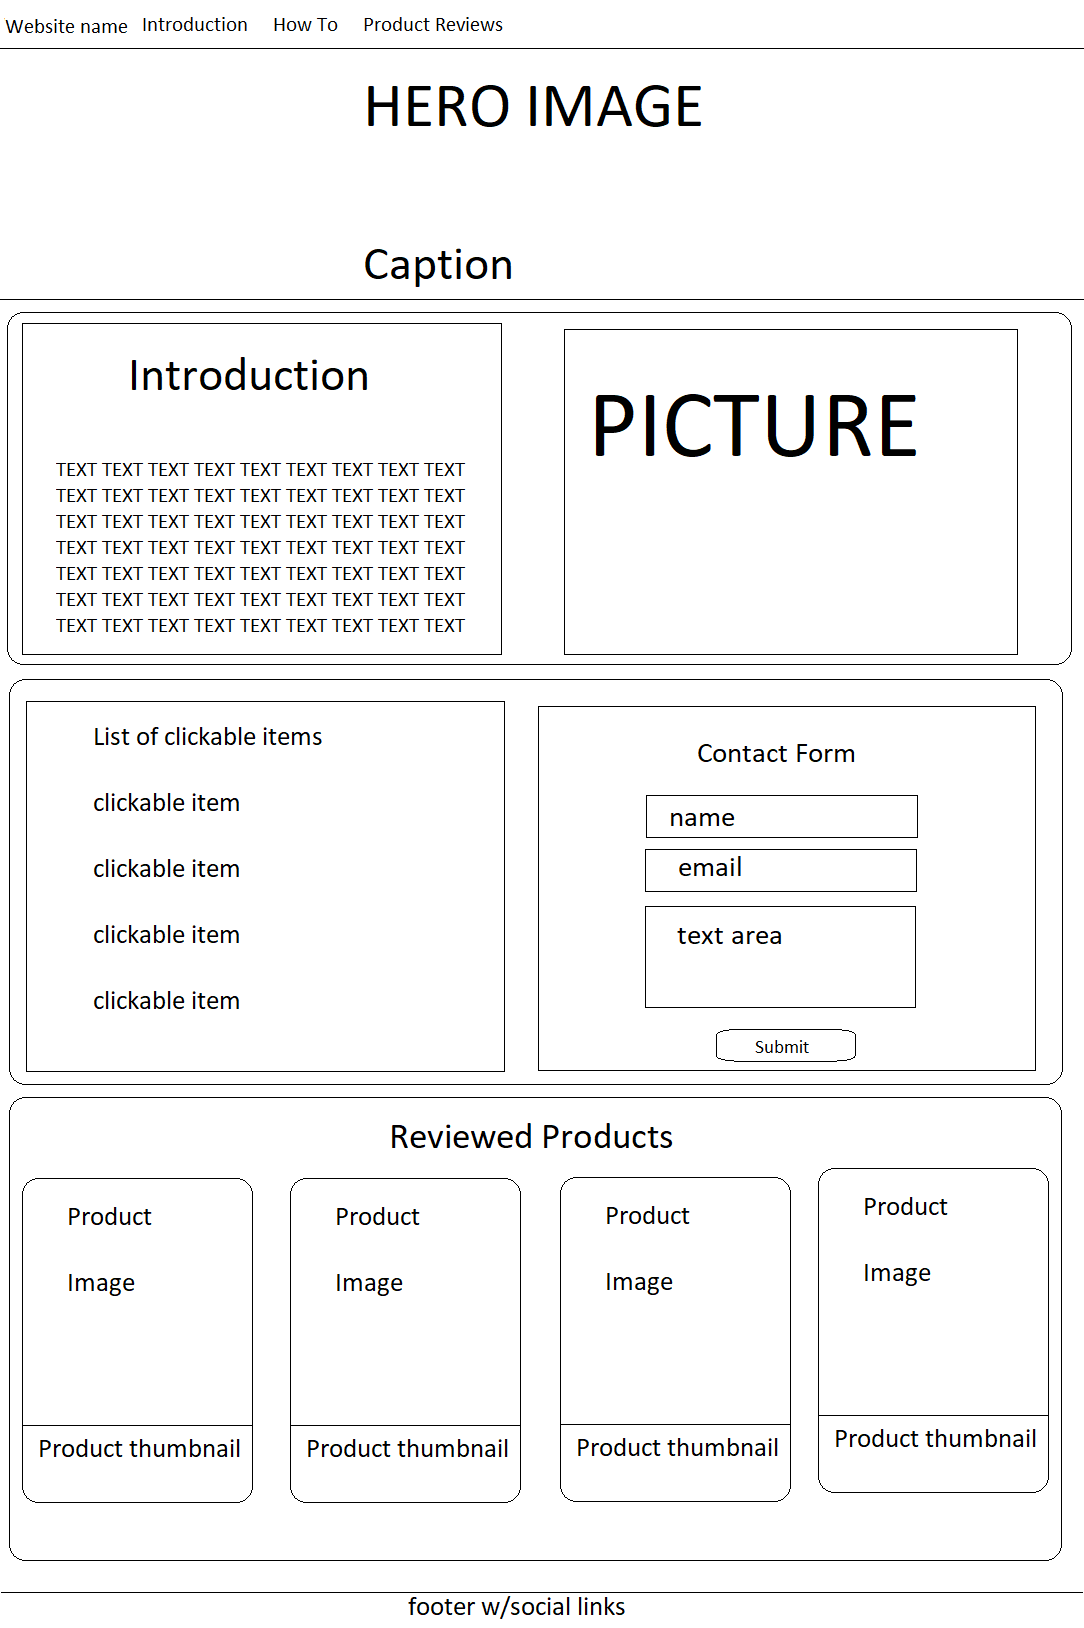 Website name Introduction How To Product Reviews
HERO IMAGE
Caption
Introduction
TEXT TEXT TEXT TEXT TEXT TEXT TEXT TEXT TEXT
TEXT TEXT TEXT TEXT TEXT TEXT TEXT TEXT TEXT
TEXT TEXT TEXT TEXT TEXT TEXT TEXT TEXT TEXT
TEXT TEXT TEXT TEXT TEXT TEXT TEXT TEXT TEXT
TEXT TEXT TEXT TEXT TEXT TEXT TEXT TEXT TEXT
TEXT TEXT TEXT TEXT TEXT TEXT TEXT TEXT TEXT
TEXT TEXT TEXT TEXT TEXT TEXT TEXT TEXT TEXT
PICTURE
List of clickable items
clickable item
clickable item
clickable item
clickable item
Contact Form
name
email
text area
Submit
Reviewed Products
Product
Image
Product thumbnail
Product
Image
Product thumbnail
Product
Image
Product thumbnail
Product
Image
Product thumbnail
footer w/social links